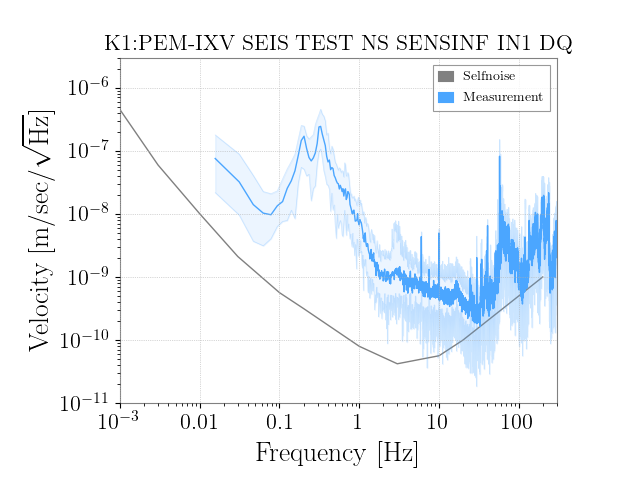 K1:PEM-IXV SEIS TEST NS SENSINF IN1 DQ
Selfnoise
Measurement
Velocity [m/sec/√Hz]
10⁻⁶
10⁻⁷
10⁻⁸
10⁻⁹
10⁻¹⁰
10⁻¹¹
10⁻³ 0.01 0.1 1 10 100
Frequency [Hz]